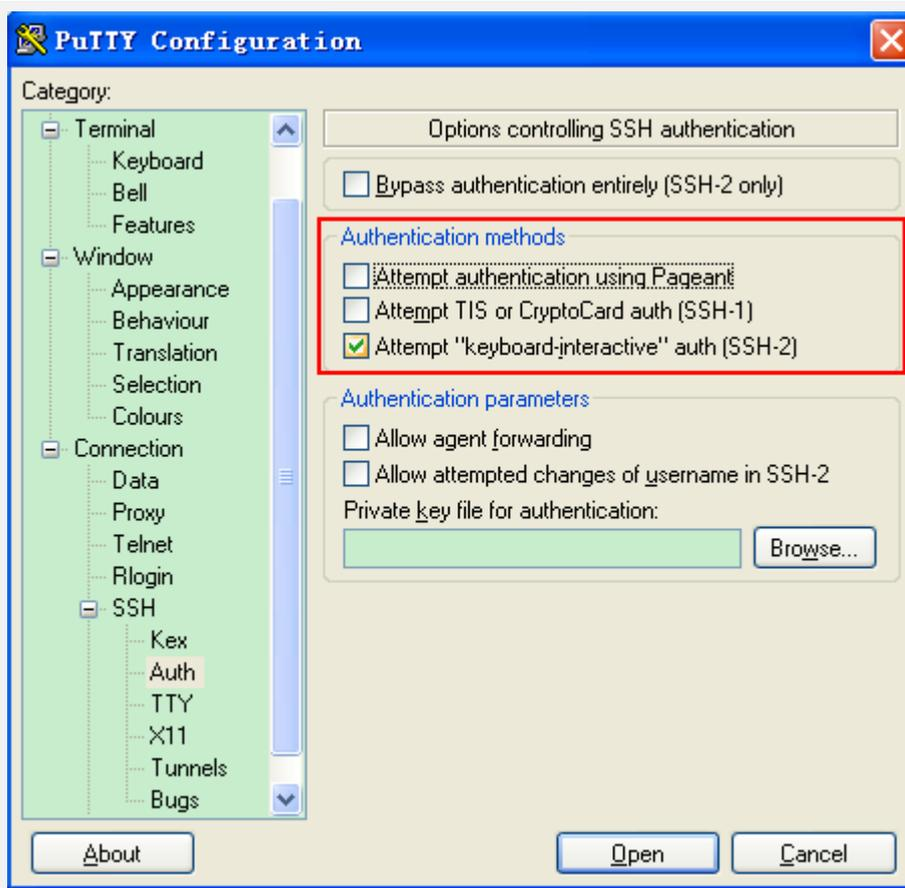 PuTTY Configuration
Category:
Terminal
Keyboard
Bell
Features
Window
Appearance
Behaviour
Translation
Selection
Colours
Connection
Data
Proxy
Telnet
Rlogin
SSH
Kex
Auth
TTY
X11
Tunnels
Bugs
Options controlling SSH authentication
Bypass authentication entirely (SSH-2 only)
Authentication methods
Attempt authentication using Pageant
Attempt TIS or CryptoCard auth (SSH-1)
Attempt "keyboard-interactive" auth (SSH-2)
Authentication parameters
Allow agent forwarding
Allow attempted changes of username in SSH-2
Private key file for authentication:
Browse...
About
Open
Cancel